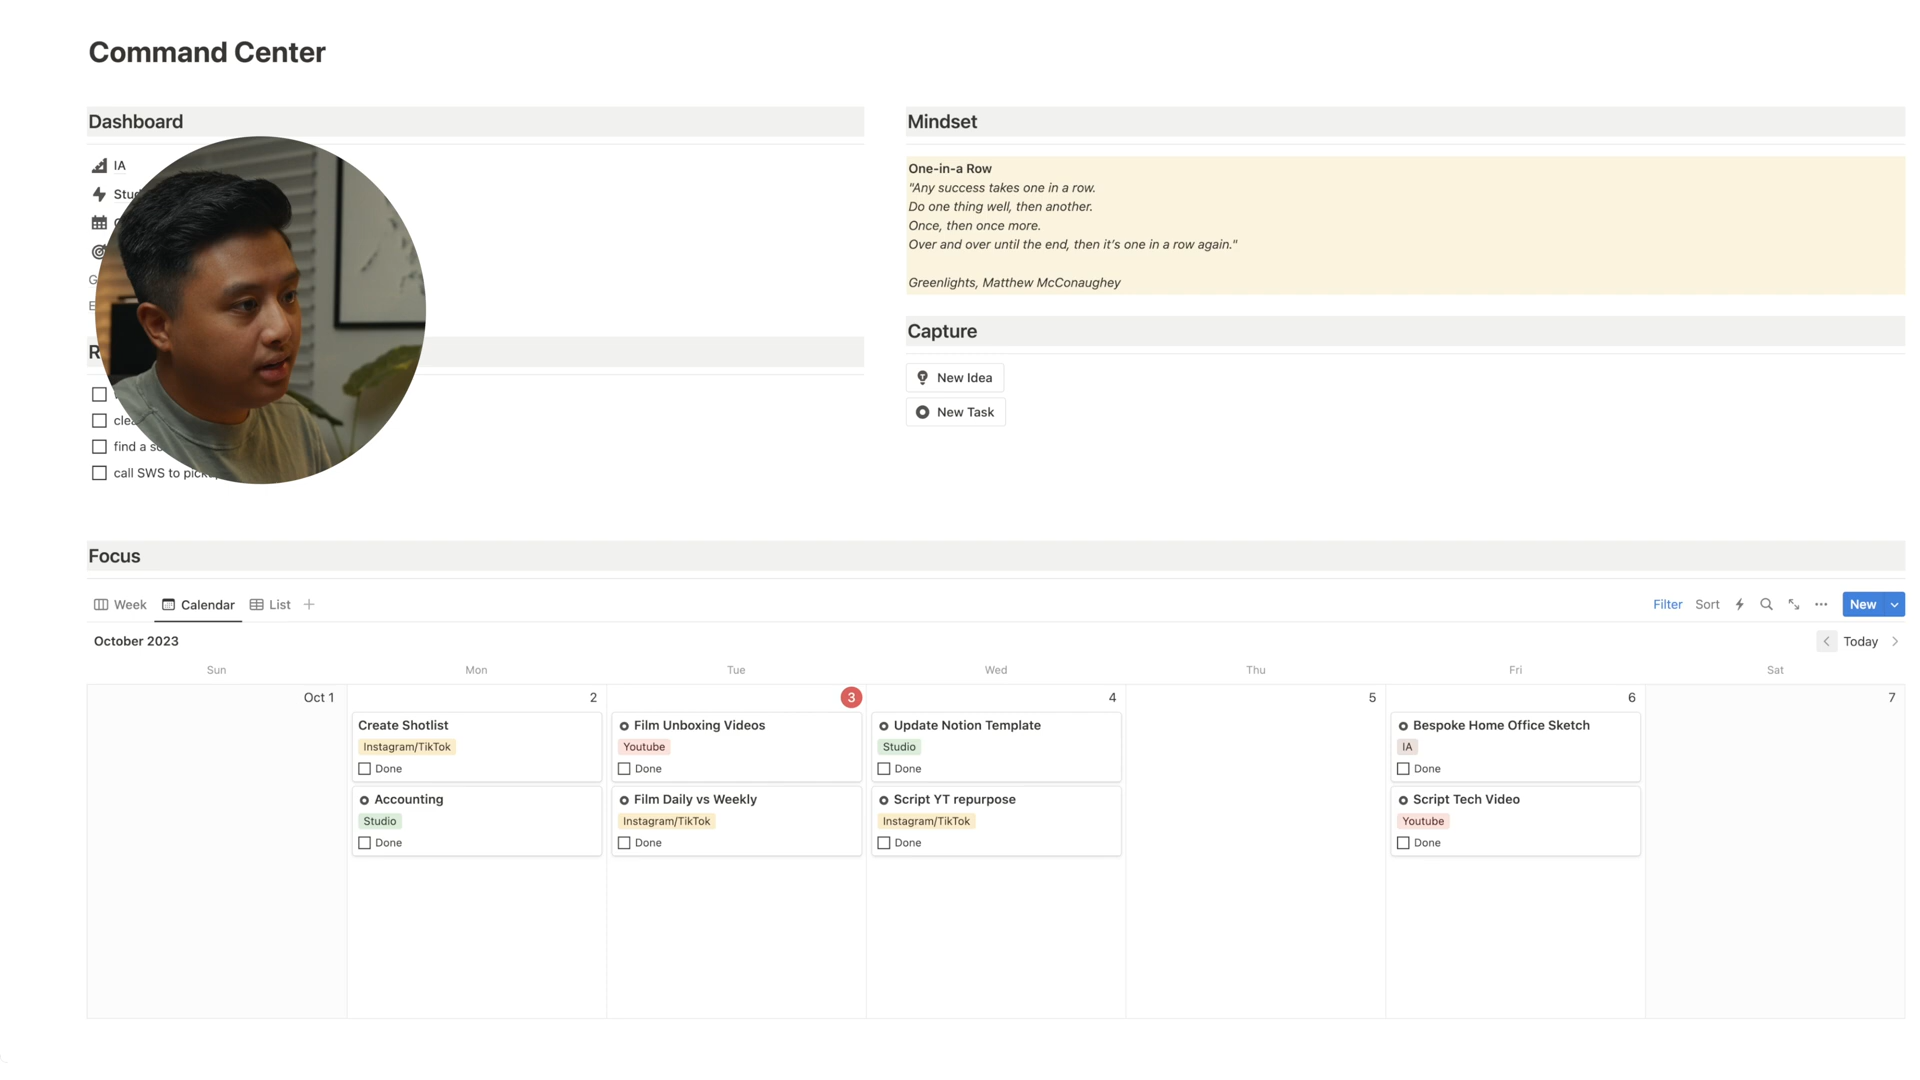 Command Center
Dashboard
IA
find a
call SWS to
Mindset
One-in-a Row
"Any success takes one in a row.
Do one thing well, then another.
Once, then once more.
Over and over until the end, then it's one in a row again."
Greenlights, Matthew McConaughey
Capture
New Idea
New Task
Focus
Week Calendar List
Filter Sort New
October 2023
Today
Sun Mon Tue Wed Thu Fri Sat
Oct 1 2 3 4 5 6 7
Create Shotlist
Instagram/TikTok
Done
Accounting
Studio
Done
Film Unboxing Videos
Youtube
Done
Film Daily vs Weekly
Instagram/TikTok
Done
Update Notion Template
Studio
Done
Script YT repurpose
Instagram/TikTok
Done
Bespoke Home Office Sketch
IA
Done
Script Tech Video
Youtube
Done